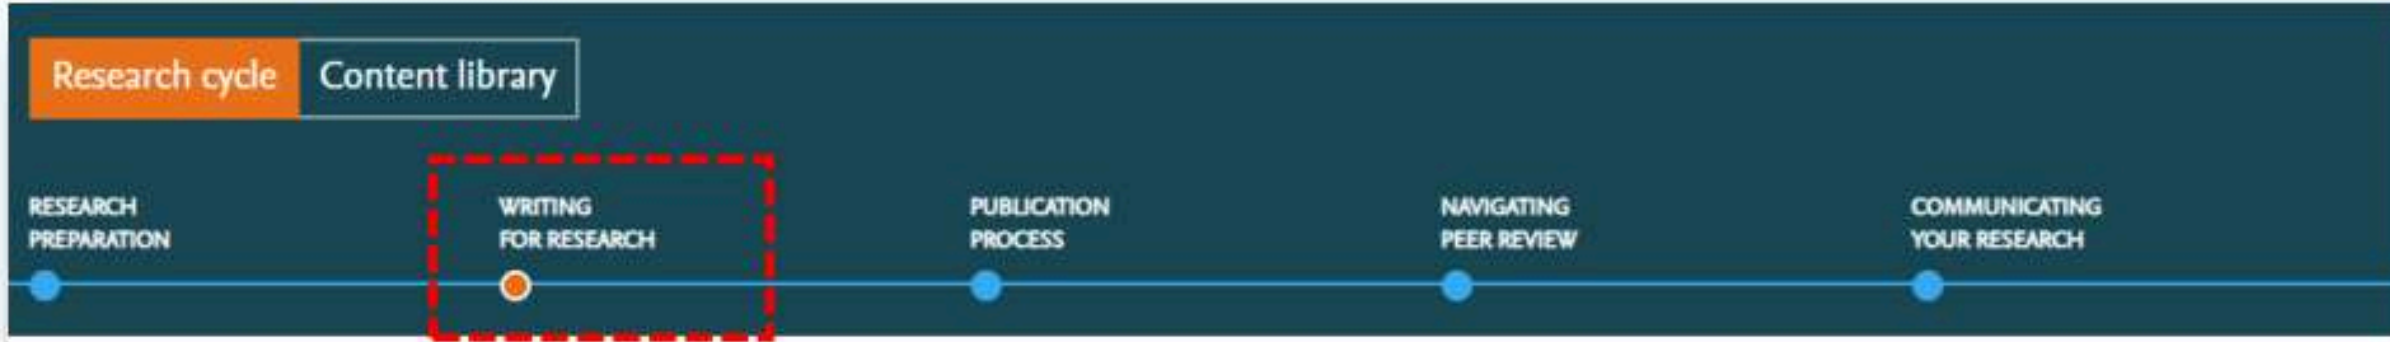 Research cycle Content library
RESEARCH
PREPARATION
WRITING
FOR RESEARCH
PUBLICATION
PROCESS
NAVIGATING
PEER REVIEW
COMMUNICATING
YOUR RESEARCH